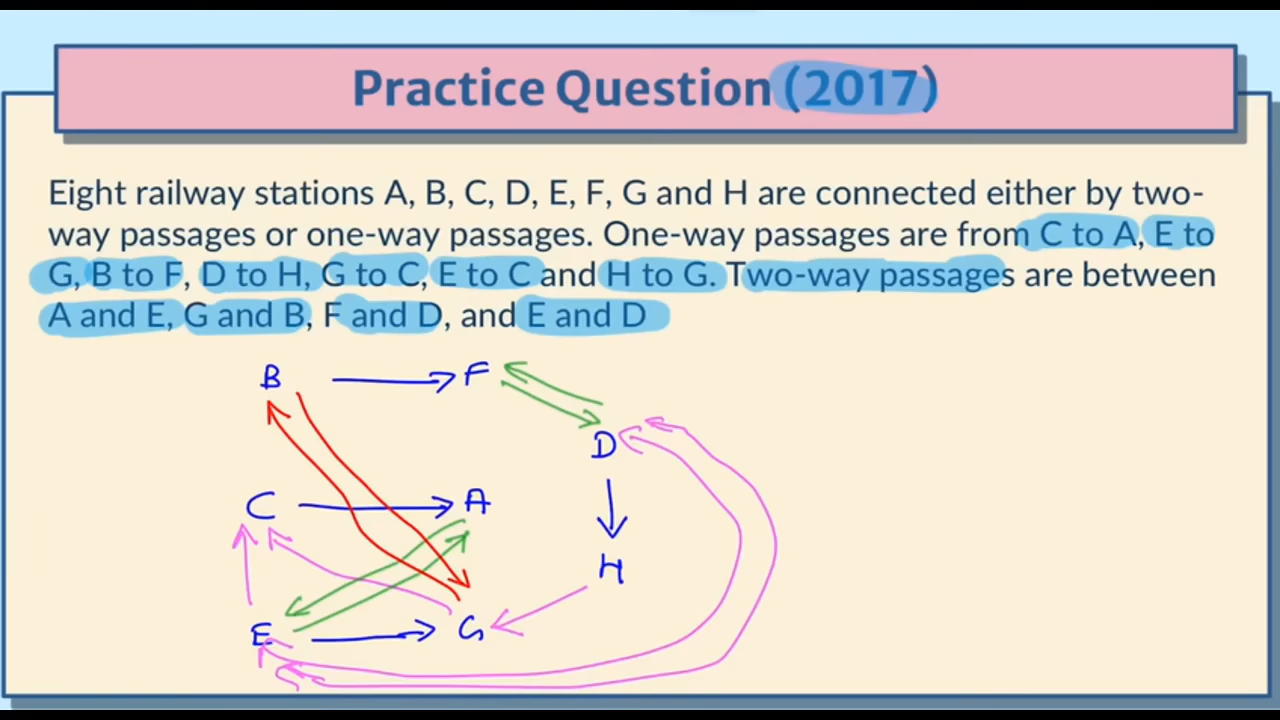 Practice Question (2017)
Eight railway stations A, B, C, D, E, F, G and H are connected either by two-
way passages or one-way passages. One-way passages are from C to A, E to
G, B to F, D to H, G to C, E to C and H to G. Two-way passages are between
A and E, G and B, F and D, and E and D
B F
D
C A
H
E G